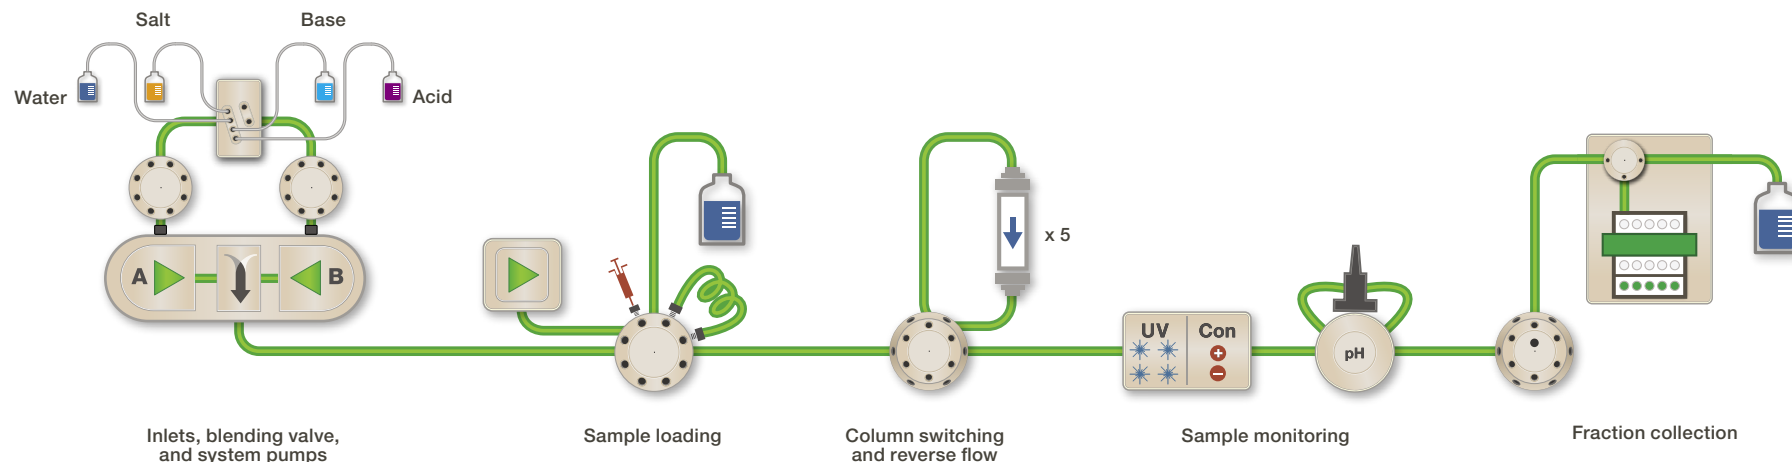 Salt
Base
Water
Acid
A
B
x 5
UV
Con
+
−
pH
Inlets, blending valve,
and system pumps
Sample loading
Column switching
and reverse flow
Sample monitoring
Fraction collection